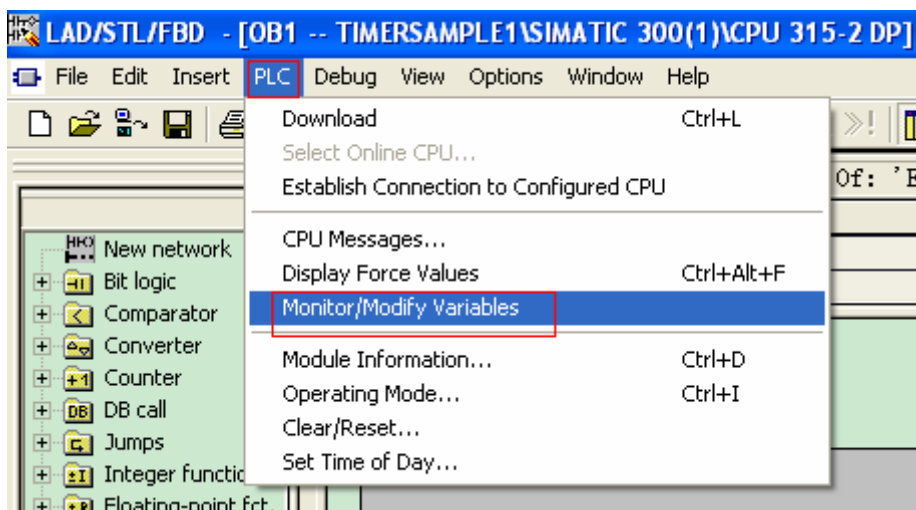 LAD/STL/FBD - [OB1 -- TIMERSAMPLE1\SIMATIC 300(1)\CPU 315-2 DP]
File Edit Insert PLC Debug View Options Window Help
Download Ctrl+L
Select Online CPU...
Establish Connection to Configured CPU
Of: 'E
CPU Messages...
Display Force Values Ctrl+Alt+F
Monitor/Modify Variables
Module Information... Ctrl+D
Operating Mode... Ctrl+I
Clear/Reset...
Set Time of Day...
New network
Bit logic
Comparator
Converter
Counter
DB call
Jumps
Integer functio
Floating-point fct.